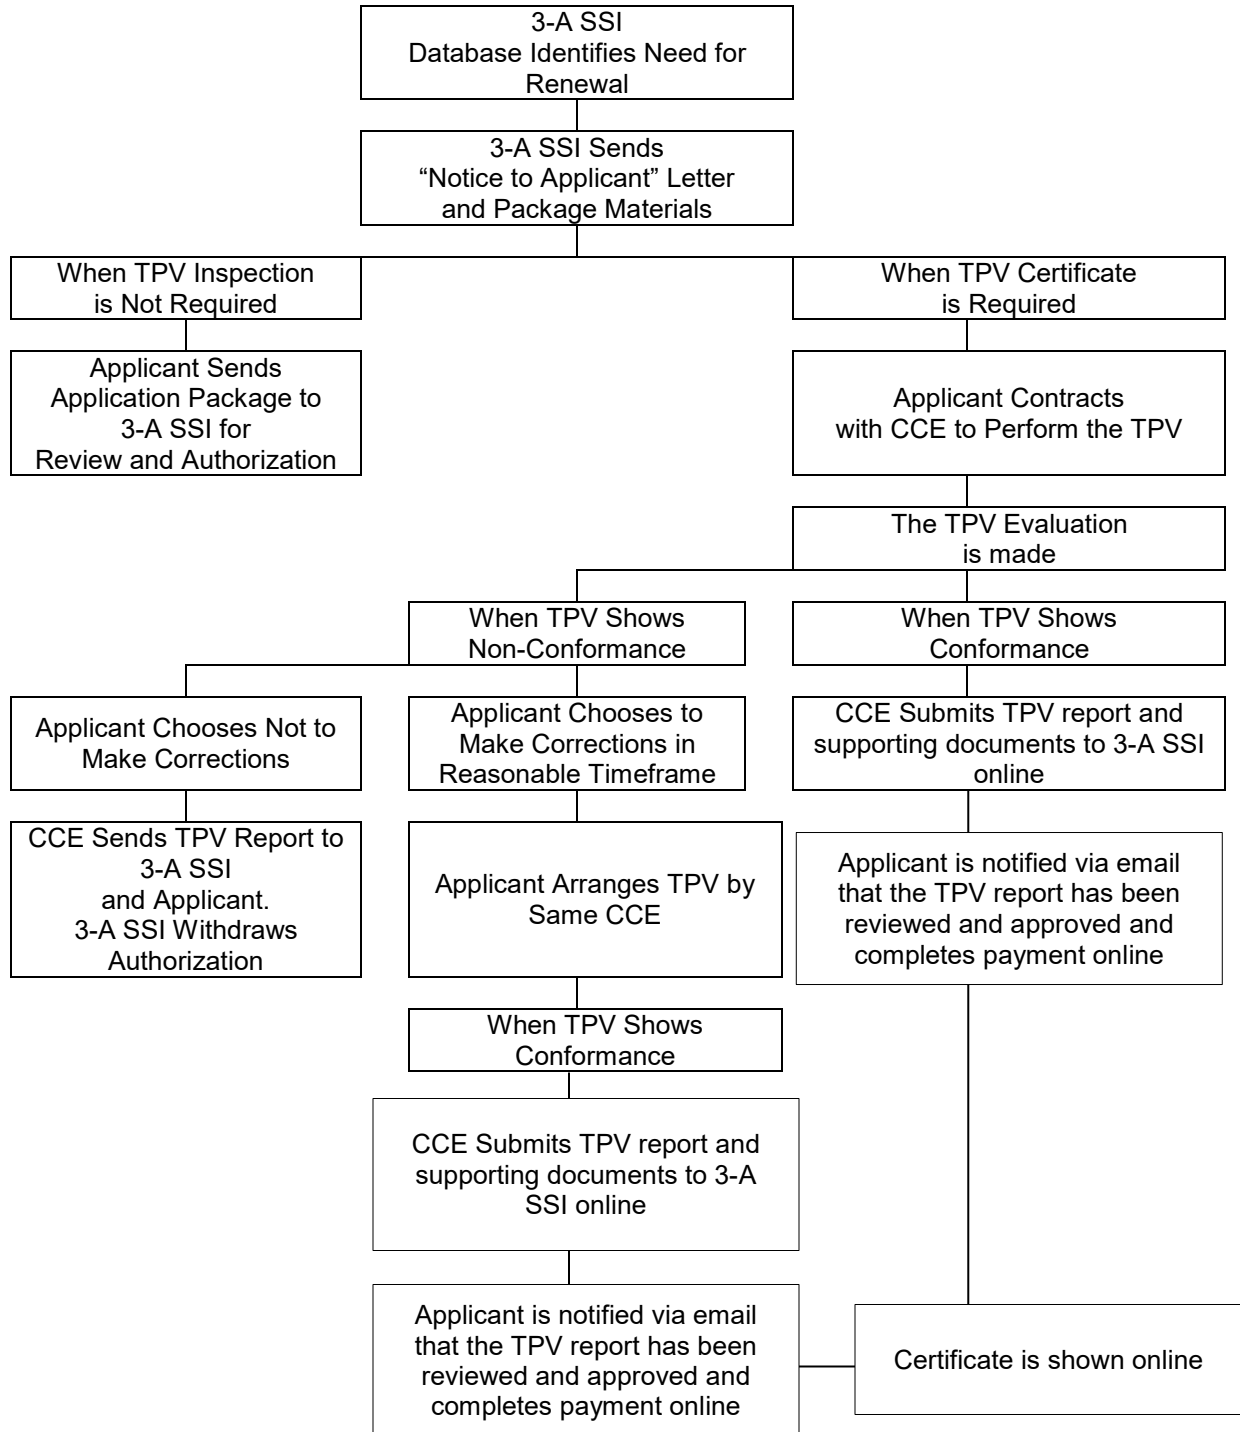 3-A SSI
Database Identifies Need for
Renewal
3-A SSI Sends
“Notice to Applicant” Letter
and Package Materials
When TPV Inspection
is Not Required
When TPV Certificate
is Required
Applicant Sends
Application Package to
3-A SSI for
Review and Authorization
Applicant Contracts
with CCE to Perform the TPV
The TPV Evaluation
is made
When TPV Shows
Non-Conformance
When TPV Shows
Conformance
Applicant Chooses Not to
Make Corrections
Applicant Chooses to
Make Corrections in
Reasonable Timeframe
CCE Submits TPV report and
supporting documents to 3-A SSI
online
CCE Sends TPV Report to
3-A SSI
and Applicant.
3-A SSI Withdraws
Authorization
Applicant Arranges TPV by
Same CCE
Applicant is notified via email
that the TPV report has been
reviewed and approved and
completes payment online
When TPV Shows
Conformance
CCE Submits TPV report and
supporting documents to 3-A
SSI online
Applicant is notified via email
that the TPV report has been
reviewed and approved and
completes payment online
Certificate is shown online